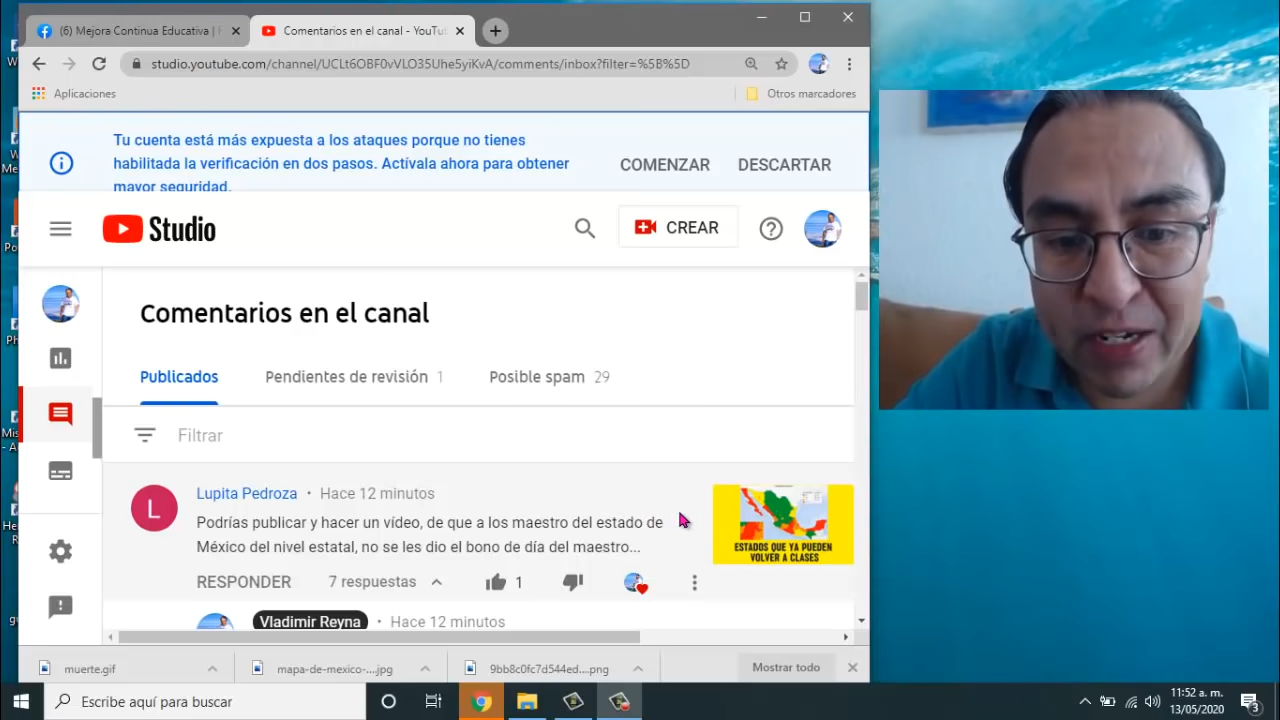 (6) Mejora Continua Educativa |
Comentarios en el canal - YouTu
studio.youtube.com/channel/UCLt6OBF0vVLO35Uhe5yiKvA/comments/inbox?filter=%5B%5D
Aplicaciones
Otros marcadores
Tu cuenta está más expuesta a los ataques porque no tienes
habilitada la verificación en dos pasos. Actívala ahora para obtener
mayor seguridad.
COMENZAR
DESCARTAR
Studio
CREAR
Comentarios en el canal
Publicados
Pendientes de revisión 1
Posible spam 29
Filtrar
L
Lupita Pedroza • Hace 12 minutos
Podrías publicar y hacer un vídeo, de que a los maestro del estado de
México del nivel estatal, no se les dio el bono de día del maestro...
ESTADOS QUE YA PUEDEN
VOLVER A CLASES
RESPONDER
7 respuestas
1
Vladimir Reyna • Hace 12 minutos
muerte.gif
mapa-de-mexico-....jpg
9bb8c0fc7d544ed....png
Mostrar todo
Escribe aquí para buscar
11:52 a. m.
13/05/2020
3